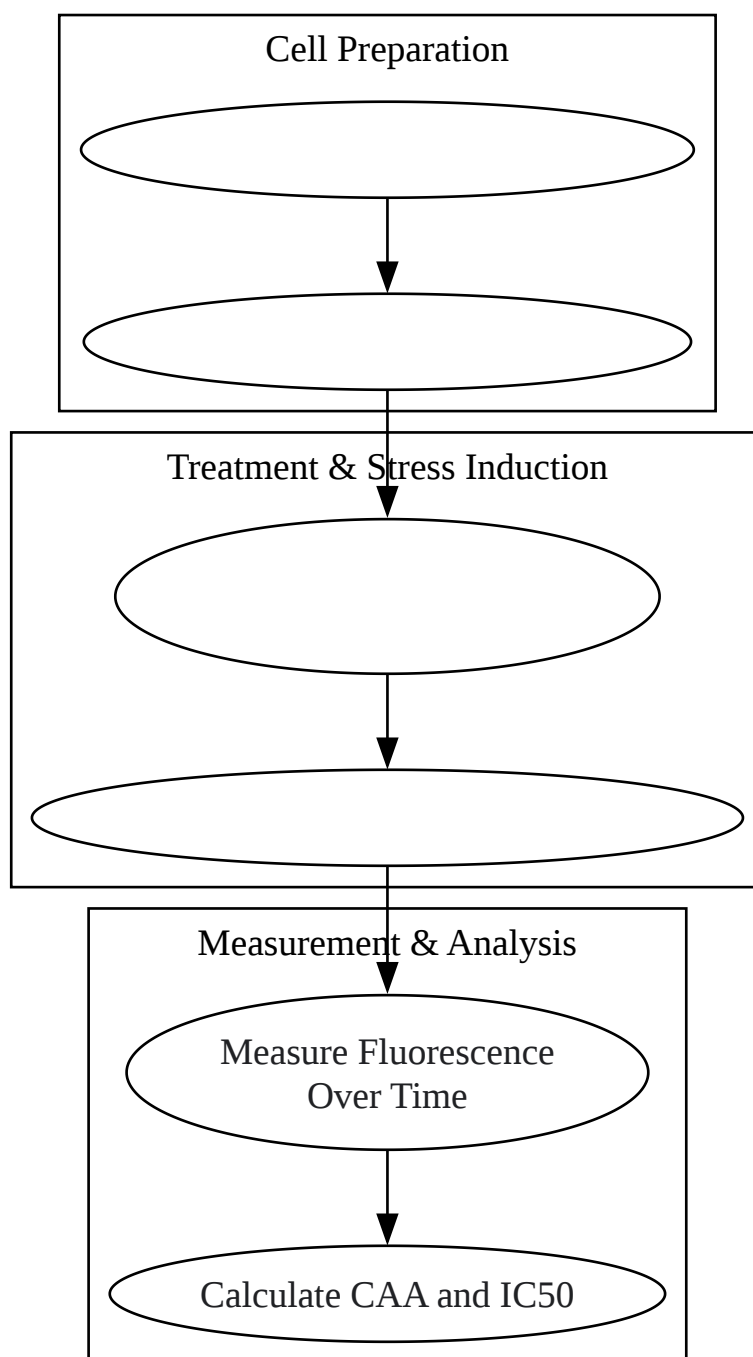 Cell Preparation
Treatment & Stress Induction
Measurement & Analysis
Measure Fluorescence
Over Time
Calculate CAA and IC50